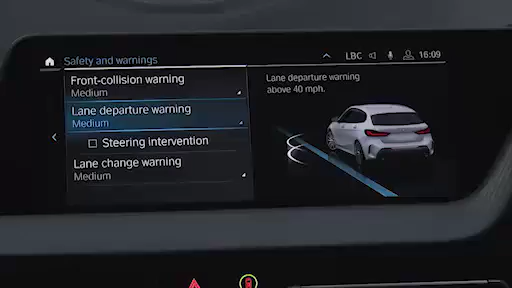 Safety and warnings
LBC 16:09
Front-collision warning
Medium
Lane departure warning
Medium
Steering intervention
Lane change warning
Medium
Lane departure warning
above 40 mph.